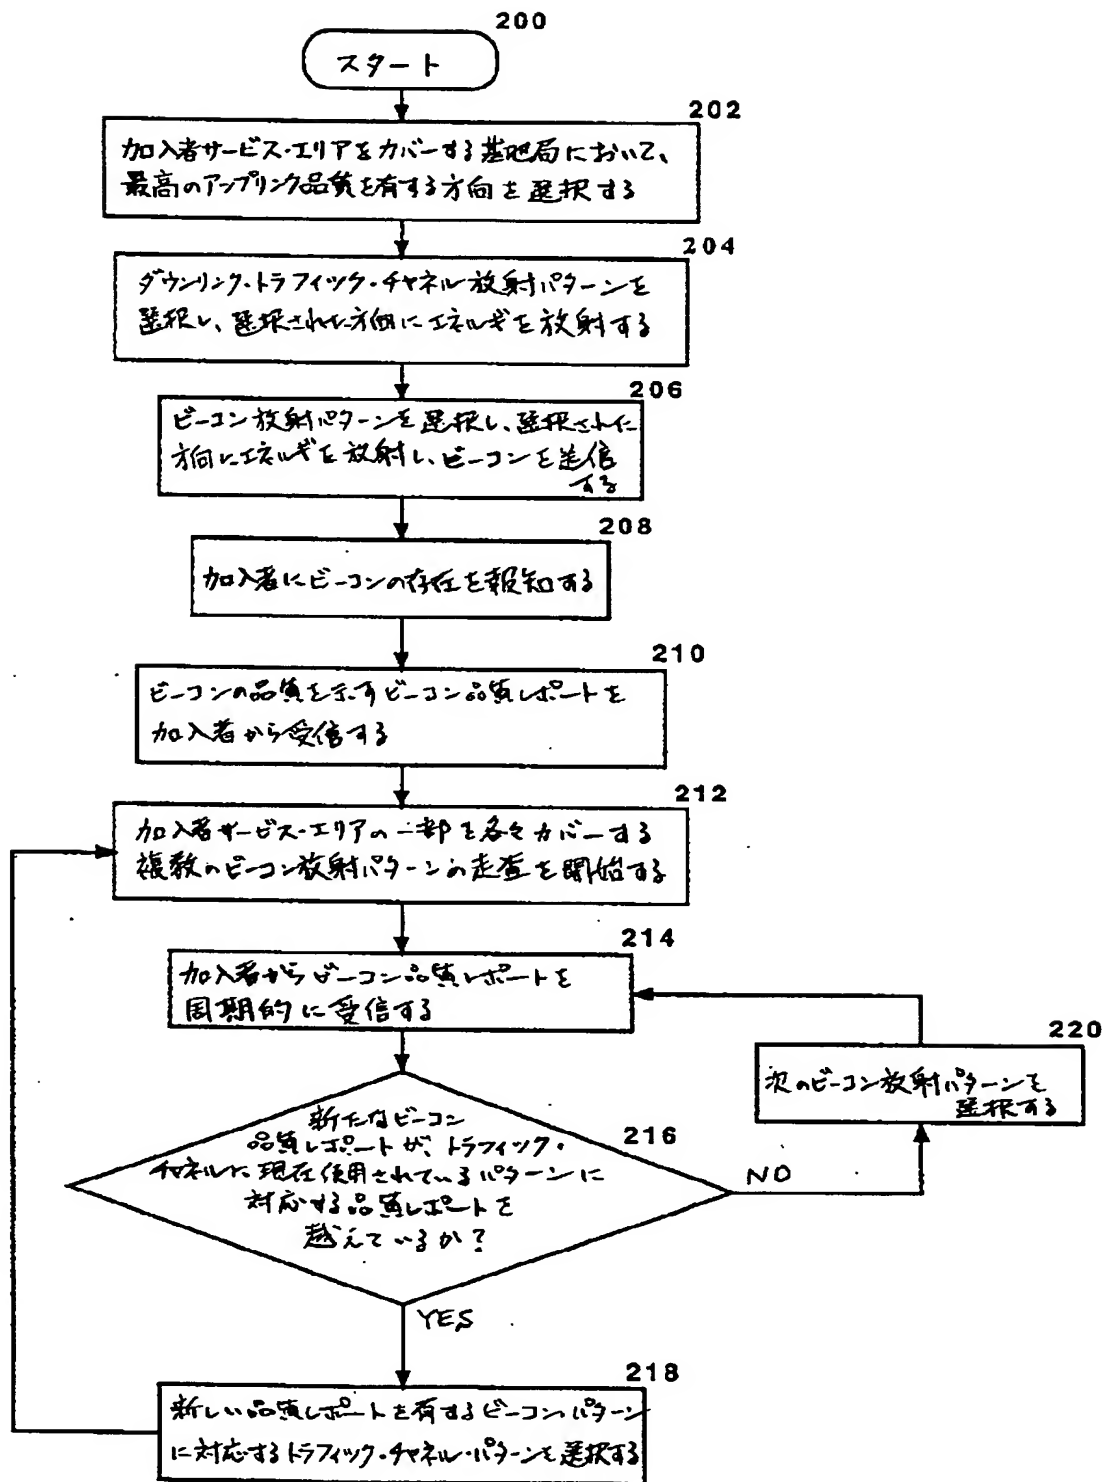 200
スタート
202
加入者サービス・エリアをカバーする基地局において、
最高のアップリンク品質を有する方向を選択する
204
ダウンリンク・トラフィック・チャネル放射パターンを
選択し、選択された方向にエネルギを放射する
206
ビーコン放射パターンを選択し、選択された
方向にエネルギを放射し、ビーコンを送信
する
208
加入者にビーコンの存在を報知する
210
ビーコンの品質を示すビーコン品質レポートを
加入者から受信する
212
加入者サービス・エリアの一部を各々カバーする
複数のビーコン放射パターンの走査を開始する
214
加入者からビーコン品質レポートを
周期的に受信する
220
次のビーコン放射パターンを
選択する
216
新たなビーコン
品質レポートが、トラフィック・
チャネルに現在使用されているパターンに
対応する品質レポートを
越えているか?
NO
YES
218
新しい品質レポートを有するビーコン・パターン
に対応するトラフィック・チャネル・パターンを選択する